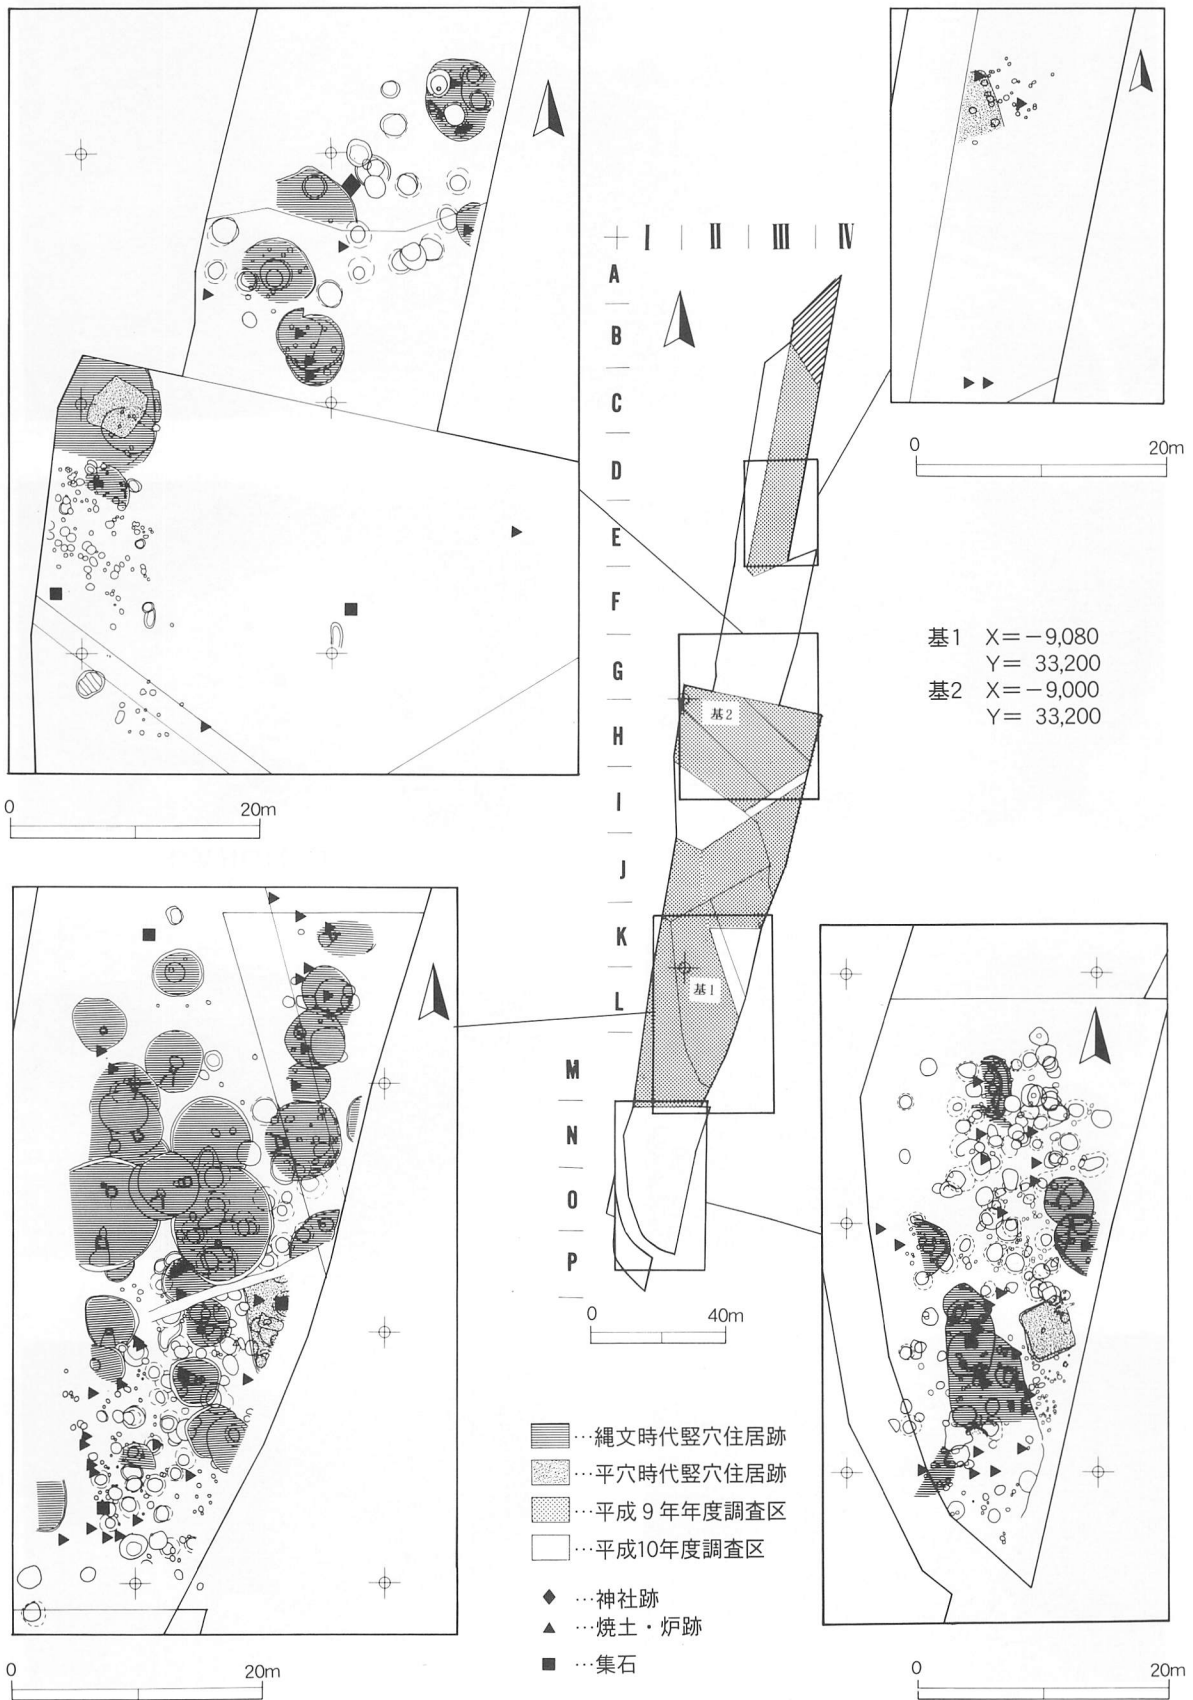 I II III IV
A
B
C
D
E
F
G
H
I
J
K
L
M
N
O
P
基2
基1
0 20m
基1 X=-9,080
Y= 33,200
基2 X=-9,000
Y= 33,200
0 20m
0 40m
…縄文時代竪穴住居跡
…平穴時代竪穴住居跡
…平成9年年度調査区
…平成10年度調査区
…神社跡
…焼土・炉跡
…集石
0 20m
0 20m